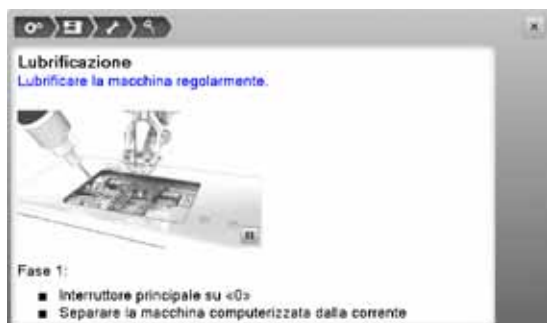 Lubrificazione
Lubrificare la macchina regolarmente.
Fase 1:
■ Interruttore principale su «0»
■ Separare la macchina computerizzata dalla corrente